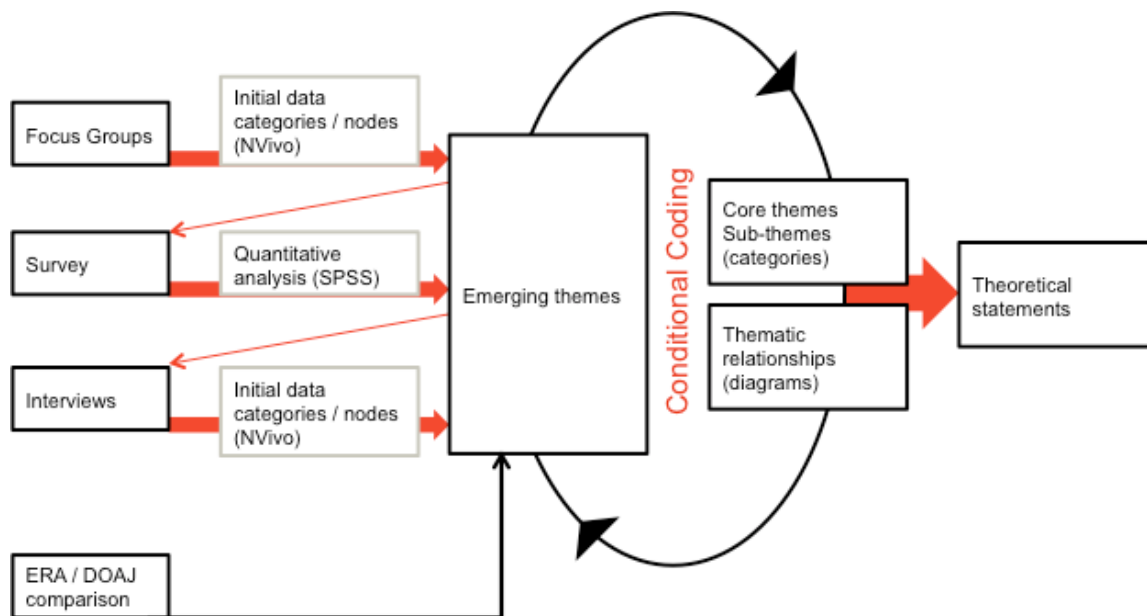 Focus Groups
Initial data
categories / nodes
(NVivo)
Survey
Quantitative
analysis (SPSS)
Interviews
Initial data
categories / nodes
(NVivo)
ERA / DOAJ
comparison
Emerging themes
Conditional Coding
Core themes
Sub-themes
(categories)
Thematic
relationships
(diagrams)
Theoretical
statements